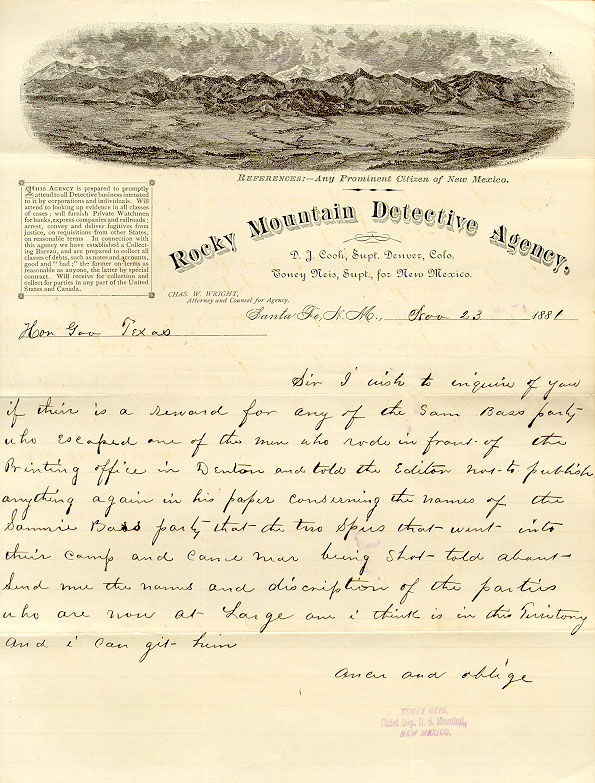 REFERENCES:—Any Prominent Citizen of New Mexico.
THIS AGENCY is prepared to promptly
attend to all Detective business intrusted
to it by corporations and individuals. Will
attend to looking up evidence in all classes
of cases; will furnish Private Watchmen
for banks, express companies and railroads;
arrest, convey and deliver fugitives from
justice, on requisitions from other States,
on reasonable terms. In connection with
this agency we have established a Collect-
ing Bureau, and are prepared to collect all
classes of debts, such as notes and accounts,
good and "bad;" the former on terms as
reasonable as anyone, the latter by special
contract. Will receive for collection and
collect for parties in any part of the United
States and Canada.
Rocky Mountain Detective Agency.
D. J. Cook, Supt. Denver, Colo.
Toney Neis, Supt., for New Mexico.
CHAS. W. WRIGHT,
Attorney and Counsel for Agency.
Santa Fe, N. M., Nov 23 1881
Hon Gov Texas
Sir I wish to inquire of you
if their is a reward for any of the Sam Bass party
who escaped one of the men who rode in front of the
Printing office in Denton and told the Editor not to publish
anything again in his paper conserning the names of the
Sammie Bass party that the two Spies that went into
their camp and came near being shot told about
Send me the names and discription of the parties
who are now at Large one i think is in this Territory
and i can git him
and oblige
TONEY NEIS,
Chief Dep. U. S. Marshal,
NEW MEXICO.